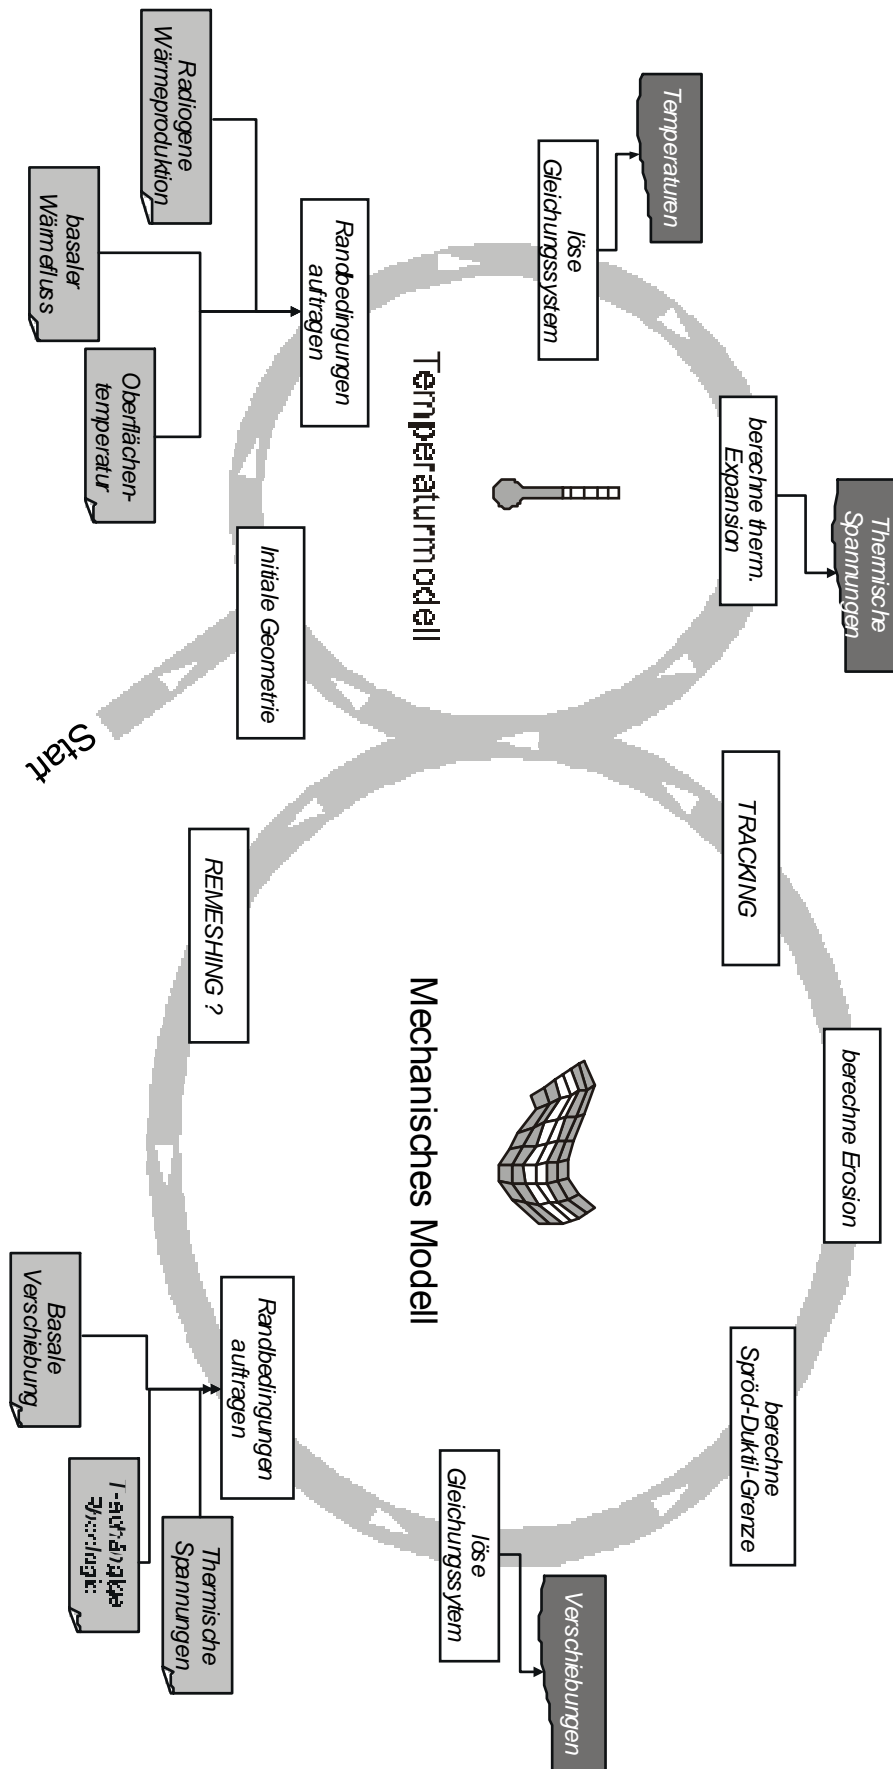 Thermische
Spannungen
berechne Erosion
berechne therm.
Expansion
TRACKING
berechne
Spröd-Duktil-Grenze
Temperaturen
löse
Gleichungssytem
Verschiebungen
löse
Gleichungssytem
Temperaturmodell
Mechanisches Modell
Randbedingungen
auftragen
Initiale Geometrie
REMESHING ?
Randbedingungen
auftragen
Radiogene
Wärmeproduktion
basaler
Wärmefluss
Oberflächen-
temperatur
Start
Basale
Verschiebung
Thermische
Spannungen